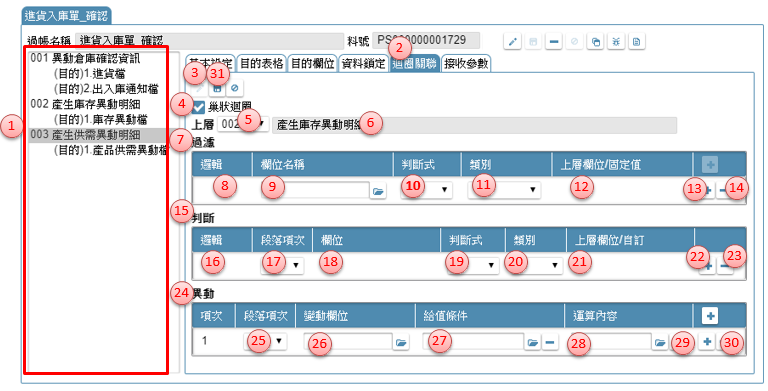 進貨入庫單_確認
過帳名稱 進貨入庫單_確認 料號 PS000000001729
001 異動倉庫確認資訊
(目的)1.進貨檔
(目的)2.出入庫通知檔
002 產生庫存異動明細
(目的)1.庫存異動檔
003 產生供需異動明細
(目的)1.產品供需異動檔
1
2
基本設定 目的表格 目的欄位 資料鎖定 迴圈關聯 接收參數
3 31
4 巢狀迴圈
上層 002 5 產生庫存異動明細 6
7 過濾
邏輯 欄位名稱 判斷式 類別 上層欄位/固定值
8 9 10 11 12 13 14
15
判斷
邏輯 段落項次 欄位 判斷式 類別 上層欄位/自訂
16 17 18 19 20 21 22 23
24 異動
項次 段落項次 變動欄位 給值條件 運算內容
1 25 26 27 28 29 30